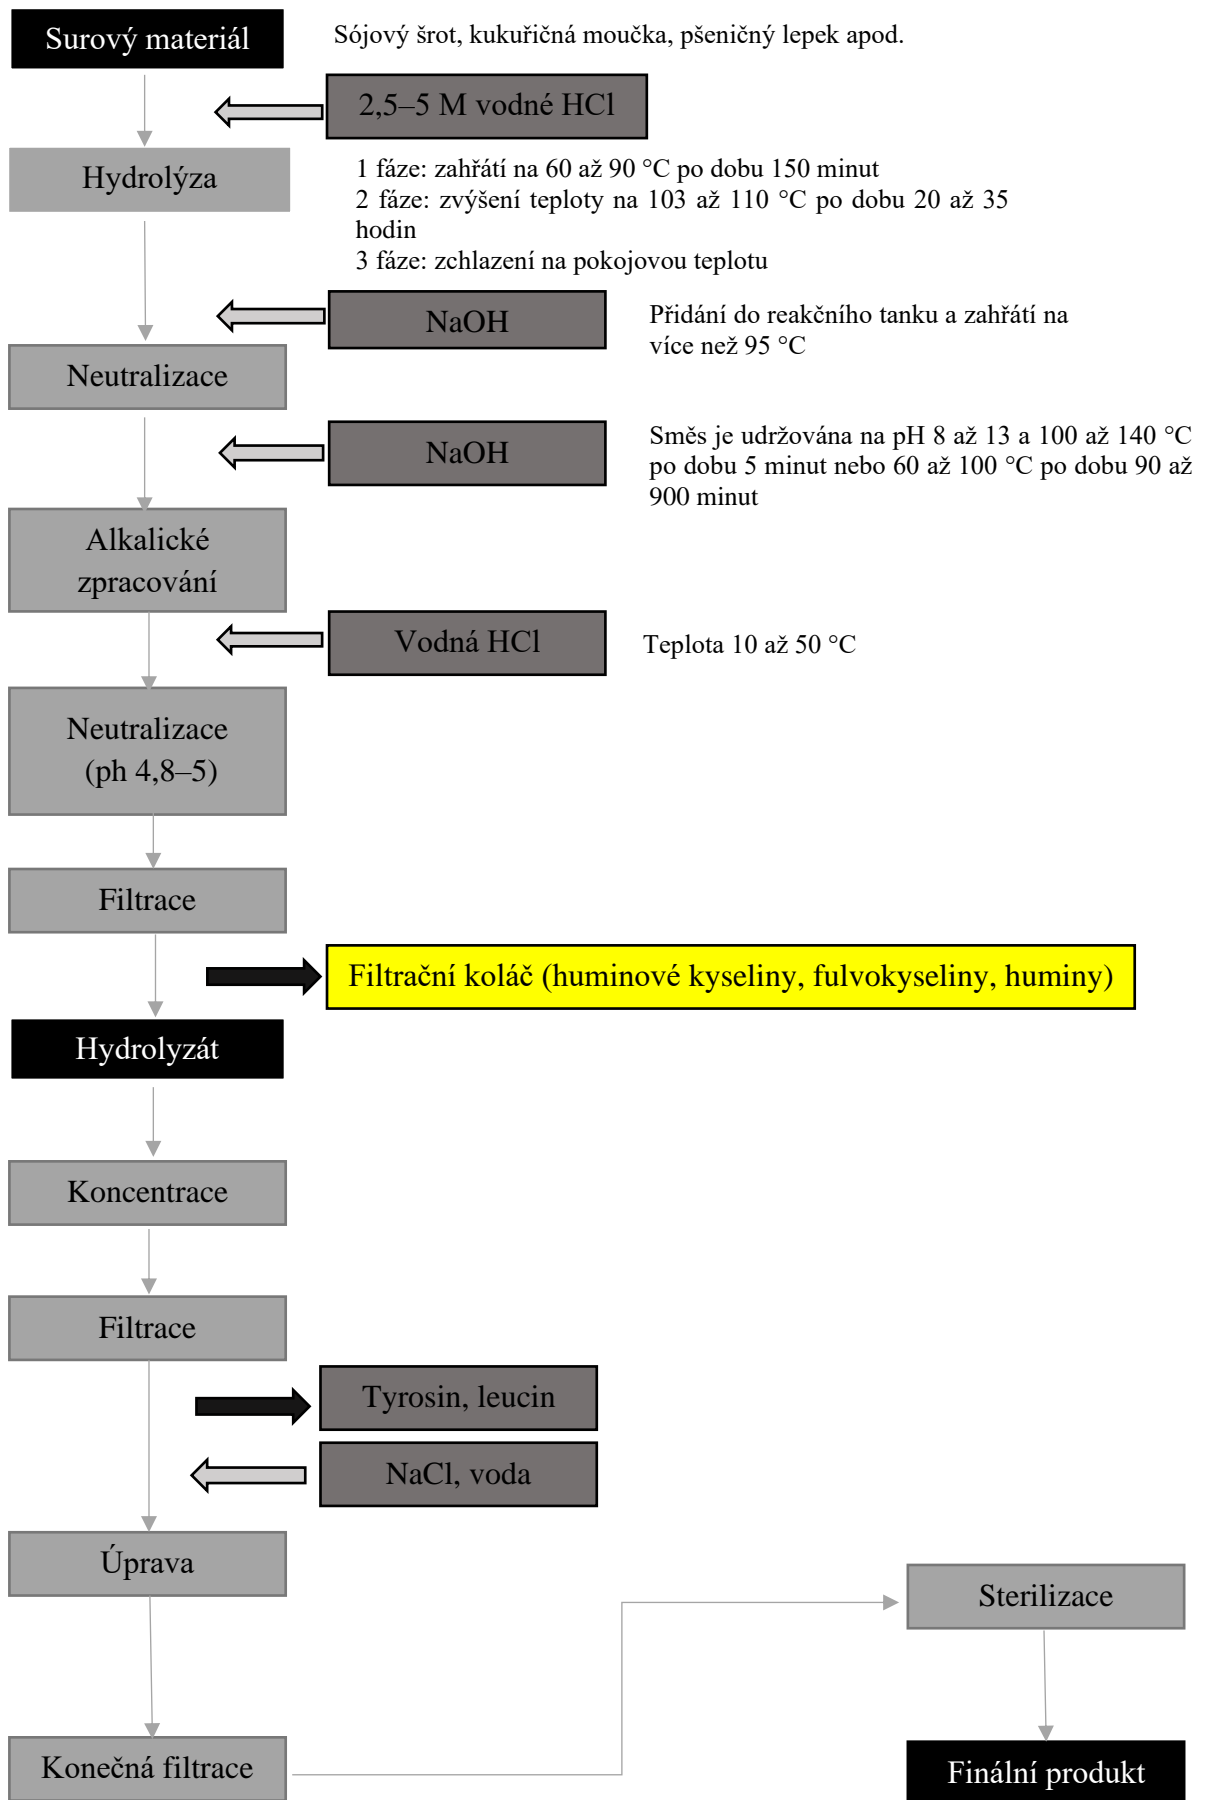 Surový materiál
Sójový šrot, kukuřičná moučka, pšeničný lepek apod.
2,5–5 M vodné HCl
Hydrolýza
1 fáze: zahřátí na 60 až 90 °C po dobu 150 minut
2 fáze: zvýšení teploty na 103 až 110 °C po dobu 20 až 35
hodin
3 fáze: zchlazení na pokojovou teplotu
NaOH
Přidání do reakčního tanku a zahřátí na
více než 95 °C
Neutralizace
NaOH
Směs je udržována na pH 8 až 13 a 100 až 140 °C
po dobu 5 minut nebo 60 až 100 °C po dobu 90 až
900 minut
Alkalické
zpracování
Vodná HCl
Teplota 10 až 50 °C
Neutralizace
(ph 4,8–5)
Filtrace
Filtrační koláč (huminové kyseliny, fulvokyseliny, huminy)
Hydrolyzát
Koncentrace
Filtrace
Tyrosin, leucin
NaCl, voda
Úprava
Konečná filtrace
Sterilizace
Finální produkt